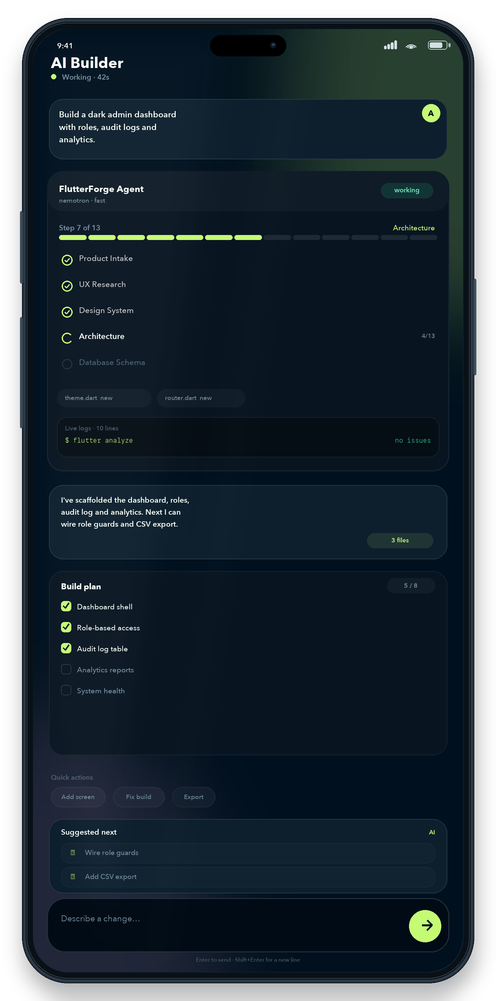 9:41
AI Builder
Working · 42s
Build a dark admin dashboard
with roles, audit logs and
analytics.
A
FlutterForge Agent
nemotron · fast
working
Step 7 of 13
Architecture
Product Intake
UX Research
Design System
Architecture
4/13
Database Schema
theme.dart new
router.dart new
Live logs · 10 lines
$ flutter analyze
no issues
I've scaffolded the dashboard, roles,
audit log and analytics. Next I can
wire role guards and CSV export.
3 files
Build plan
5 / 8
Dashboard shell
Role-based access
Audit log table
Analytics reports
System health
Quick actions
Add screen
Fix build
Export
Suggested next
AI
Wire role guards
Add CSV export
Describe a change…
Enter to send · Shift+Enter for a new line